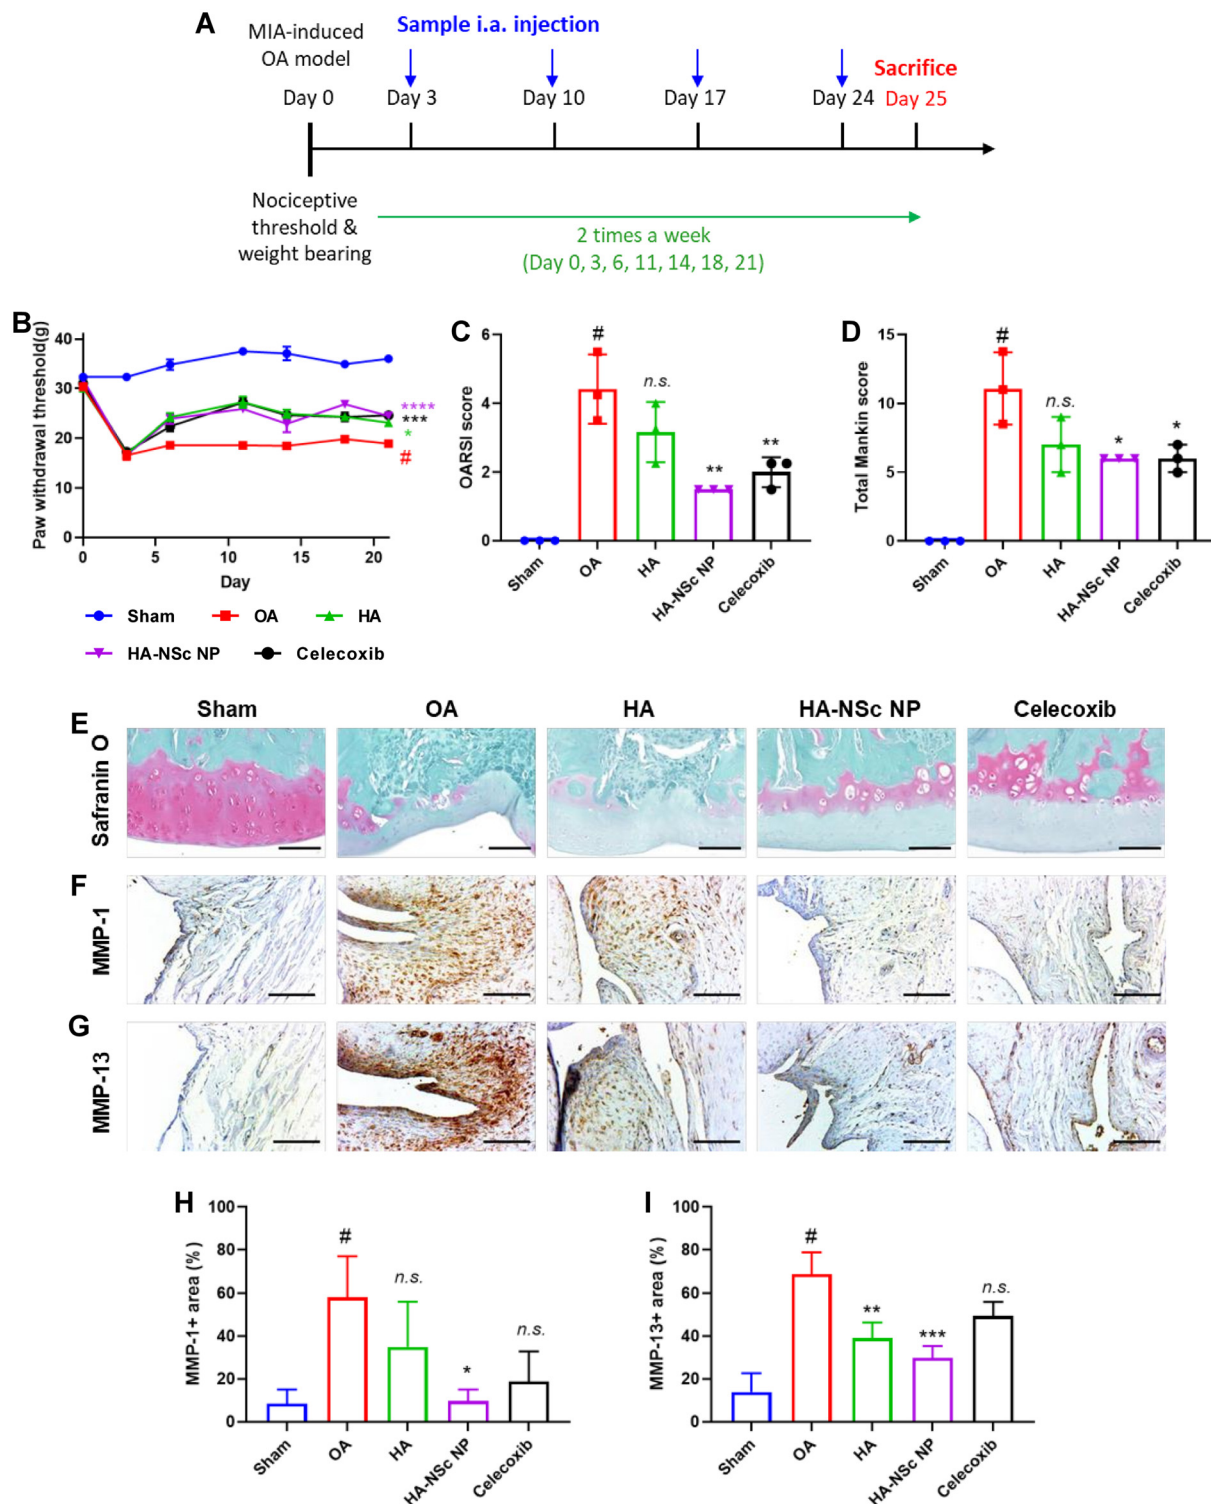 A
MIA-induced
OA model
Sample i.a. injection
Sacrifice
Day 0
Day 3
Day 10
Day 17
Day 24
Day 25
Nociceptive
threshold &
weight bearing
2 times a week
(Day 0, 3, 6, 11, 14, 18, 21)
B
Paw withdrawal threshold(g)
40
30
20
10
0
0 5 10 15 20
Day
****
***
*
#
Sham OA HA
HA-NSc NP Celecoxib
C
OARSI score
6
4
2
0
#
n.s.
**
**
Sham OA HA HA-NSc NP Celecoxib
D
Total Mankin score
15
10
5
0
#
n.s.
*
*
Sham OA HA HA-NSc NP Celecoxib
Sham OA HA HA-NSc NP Celecoxib
E
Safranin O
F
MMP-1
G
MMP-13
H
MMP-1+ area (%)
100
80
60
40
20
0
#
n.s.
*
n.s.
Sham OA HA HA-NSc NP Celecoxib
I
MMP-13+ area (%)
100
80
60
40
20
0
#
**
***
n.s.
Sham OA HA HA-NSc NP Celecoxib